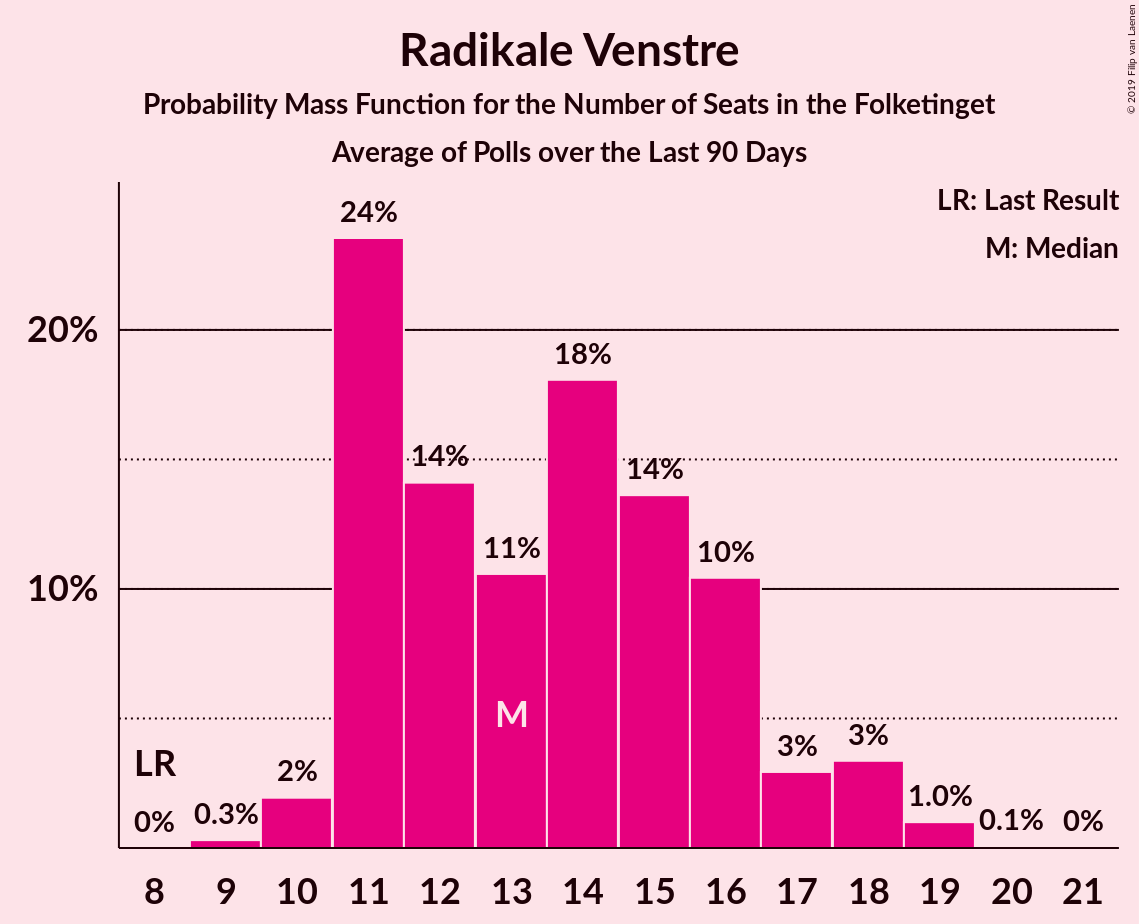 Radikale Venstre
Probability Mass Function for the Number of Seats in the Folketinget
Average of Polls over the Last 90 Days
© 2019 Filip van Laenen
LR: Last Result
M: Median
24%
20%
18%
14%
14%
11%
10%
10%
M
LR
3%
3%
2%
1.0%
0.3%
0.1%
0%
0%
8 9 10 11 12 13 14 15 16 17 18 19 20 21